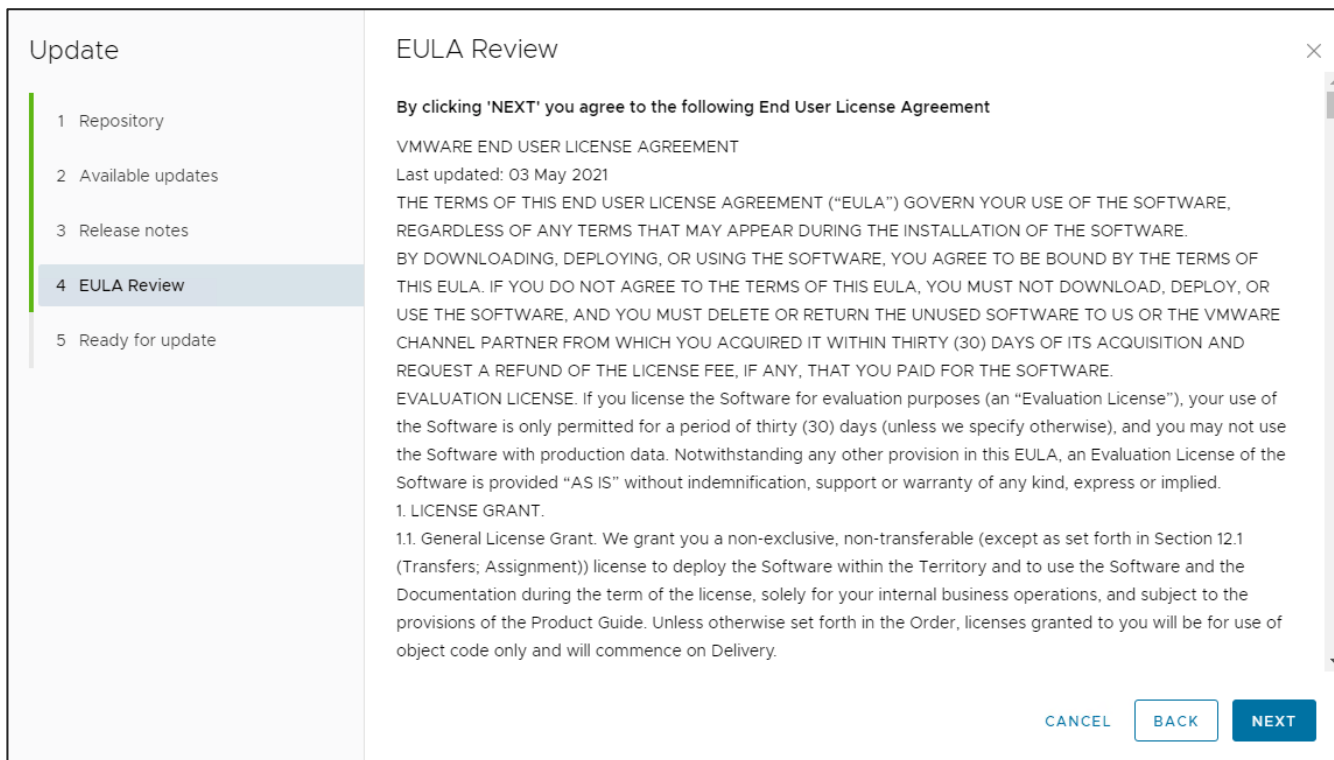 Update
1 Repository
2 Available updates
3 Release notes
4 EULA Review
5 Ready for update
EULA Review
By clicking 'NEXT' you agree to the following End User License Agreement
VMWARE END USER LICENSE AGREEMENT
Last updated: 03 May 2021
THE TERMS OF THIS END USER LICENSE AGREEMENT (“EULA”) GOVERN YOUR USE OF THE SOFTWARE,
REGARDLESS OF ANY TERMS THAT MAY APPEAR DURING THE INSTALLATION OF THE SOFTWARE.
BY DOWNLOADING, DEPLOYING, OR USING THE SOFTWARE, YOU AGREE TO BE BOUND BY THE TERMS OF
THIS EULA. IF YOU DO NOT AGREE TO THE TERMS OF THIS EULA, YOU MUST NOT DOWNLOAD, DEPLOY, OR
USE THE SOFTWARE, AND YOU MUST DELETE OR RETURN THE UNUSED SOFTWARE TO US OR THE VMWARE
CHANNEL PARTNER FROM WHICH YOU ACQUIRED IT WITHIN THIRTY (30) DAYS OF ITS ACQUISITION AND
REQUEST A REFUND OF THE LICENSE FEE, IF ANY, THAT YOU PAID FOR THE SOFTWARE.
EVALUATION LICENSE. If you license the Software for evaluation purposes (an “Evaluation License”), your use of
the Software is only permitted for a period of thirty (30) days (unless we specify otherwise), and you may not use
the Software with production data. Notwithstanding any other provision in this EULA, an Evaluation License of the
Software is provided “AS IS” without indemnification, support or warranty of any kind, express or implied.
1. LICENSE GRANT.
1.1. General License Grant. We grant you a non-exclusive, non-transferable (except as set forth in Section 12.1
(Transfers; Assignment)) license to deploy the Software within the Territory and to use the Software and the
Documentation during the term of the license, solely for your internal business operations, and subject to the
provisions of the Product Guide. Unless otherwise set forth in the Order, licenses granted to you will be for use of
object code only and will commence on Delivery.
CANCEL
BACK
NEXT